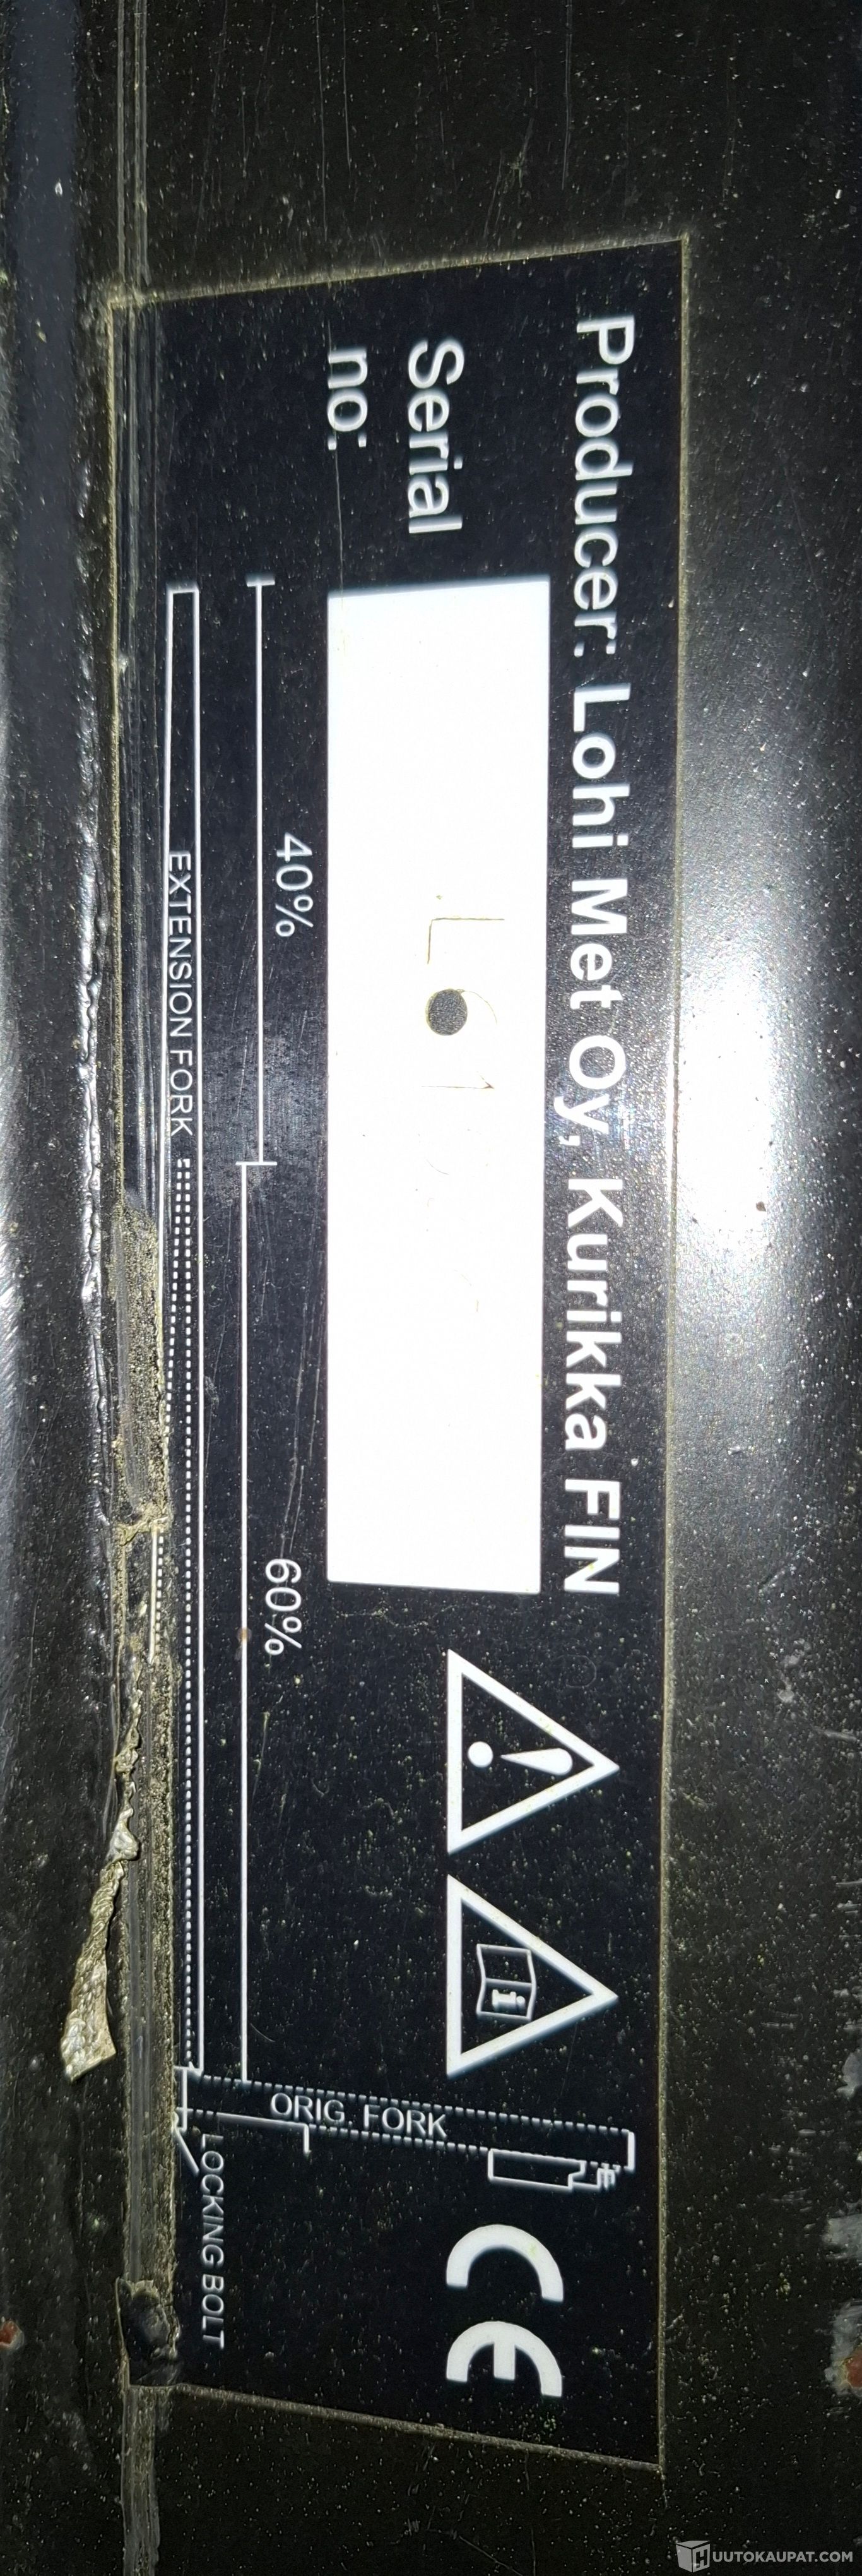 Producer: Lohi Met Oy, Kurikka FIN
Serial
no:
40%
60%
EXTENSION FORK
ORIG. FORK
LOCKING BOLT
CE
HUUTOKAUPAT.COM